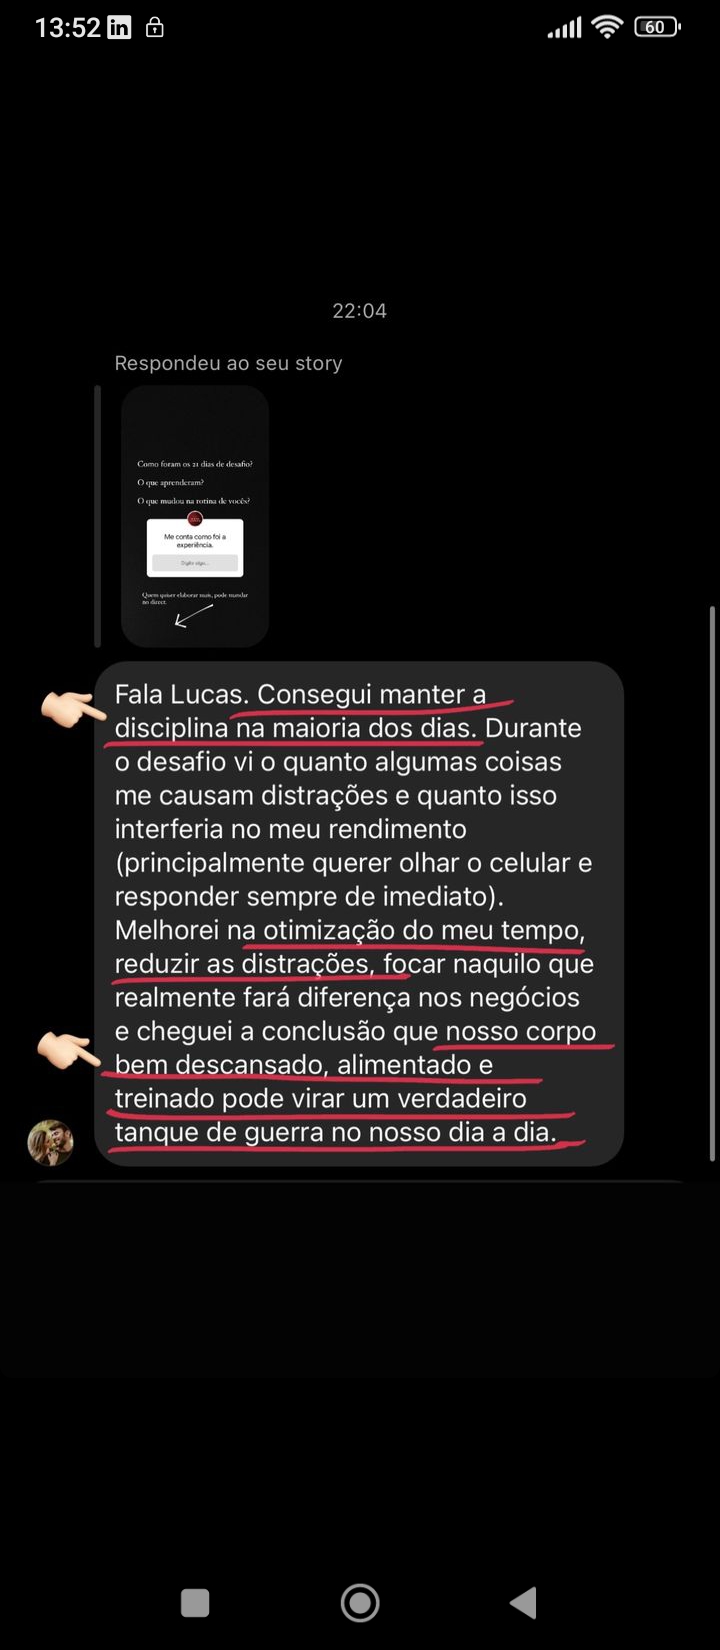 13:52 in 60
22:04
Respondeu ao seu story
Como foram os 21 dias de desafio?
O que aprenderam?
O que mudou na rotina de vocês?
Me conta como foi a
experiência.
Digite algo...
Quem quiser elaborar mais, pode mandar
no direct
Fala Lucas. Consegui manter a
disciplina na maioria dos dias. Durante
o desafio vi o quanto algumas coisas
me causam distrações e quanto isso
interferia no meu rendimento
(principalmente querer olhar o celular e
responder sempre de imediato).
Melhorei na otimização do meu tempo,
reduzir as distrações, focar naquilo que
realmente fará diferença nos negócios
e cheguei a conclusão que nosso corpo
bem descansado, alimentado e
treinado pode virar um verdadeiro
tanque de guerra no nosso dia a dia.